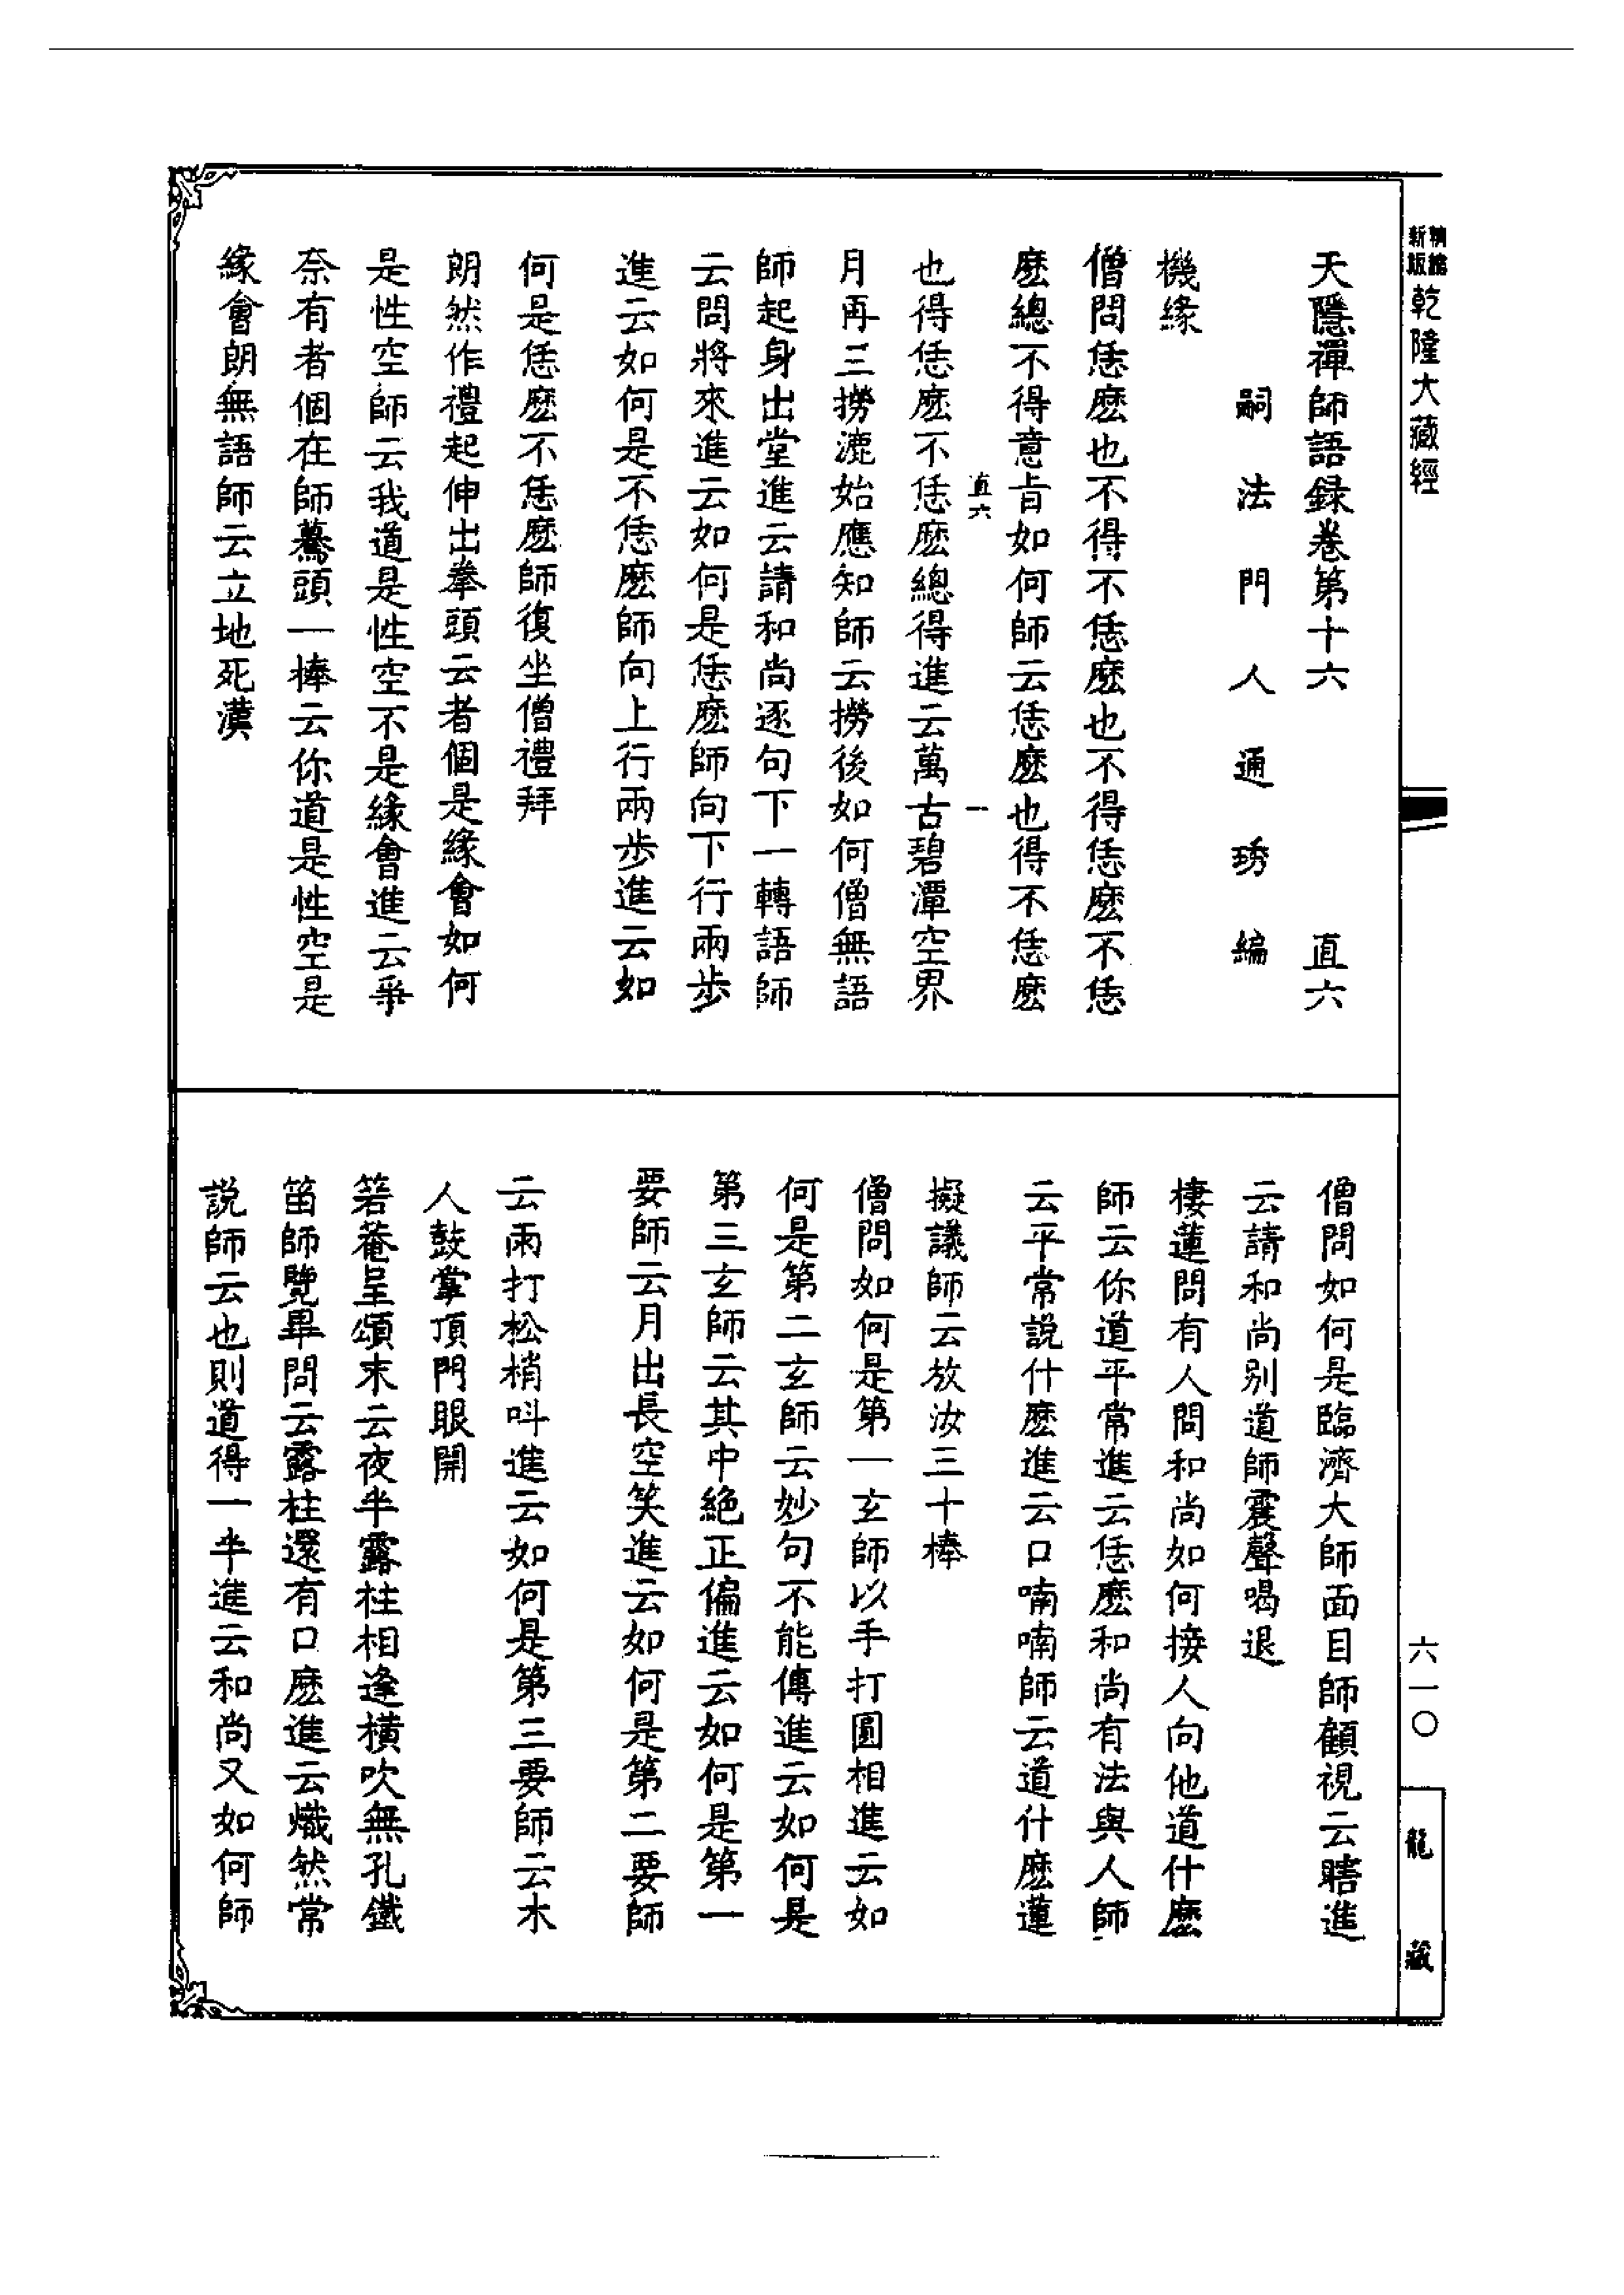 精縮新版乾隆大藏經
天隱禪師語録卷第十六　直六
嗣法門人通琇編
機緣
僧問恁麽也不得不恁麽也不得恁麽不恁
麽總不得意旨如何師云恁麽也得不恁麽
也得恁麽不恁麽總得進云萬古碧潭空界
直六　一
月再三撈漉始應知師云撈後如何僧無語
師起身出堂進云請和尚逐句下一轉語師
云問將來進云如何是恁麽師向下行兩步
進云如何是不恁麽師向上行兩步進云如
何是恁麽不恁麽師復坐僧禮拜
朗然作禮起伸出拳頭云者個是緣會如何
是性空師云我道是性空不是緣會進云爭
奈有者個在師驀頭一棒云你道是性空是
緣會朗無語師云立地死漢
僧問如何是臨濟大師面目師顧視云瞎進
云請和尚别道師震聲喝退
棲蓮問有人問和尚如何接人向他道什麽
師云你道平常進云恁麽和尚有法與人師
云平常説什麽進云口喃喃師云道什麽蓮
擬議師云放汝三十棒
僧問如何是第一玄師以手打圓相進云如
何是第二玄師云妙句不能傳進云如何是
第三玄師云其中絶正偏進云如何是第一
要師云月出長空笑進云如何是第二要師
云雨打松梢呌進云如何是第三要師云木
人鼓掌頂門眼開
箬菴呈頌末云夜半露柱相逢横吹無孔鐵
笛師覽畢問云露柱還有口麽進云熾然常
説師云也則道得一半進云和尚又如何師
六一〇
龍藏